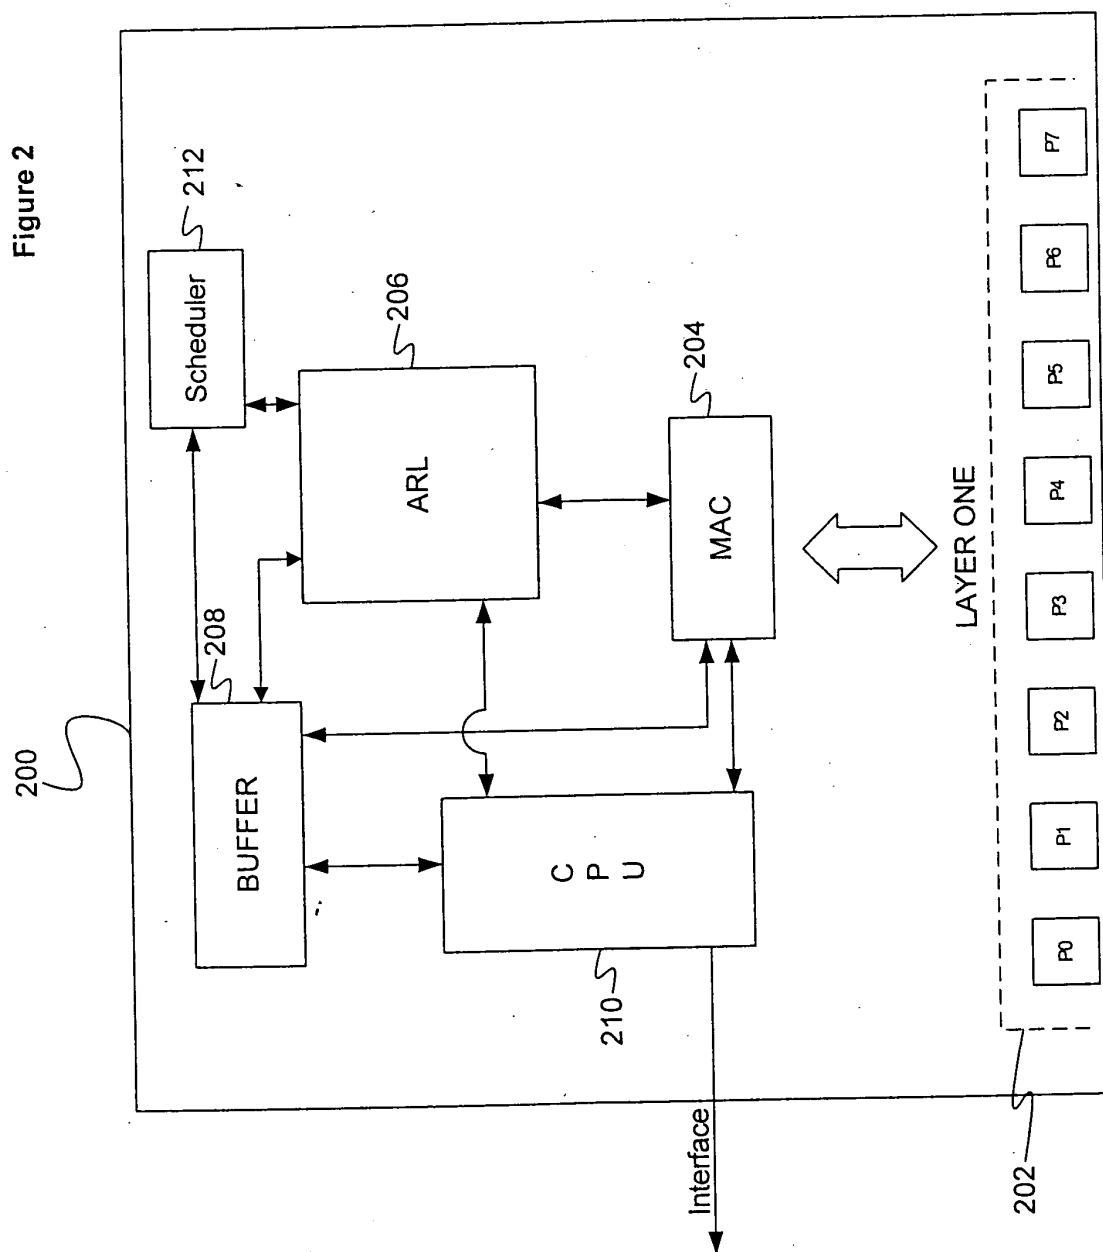 Figure 2
200
Scheduler
212
BUFFER
208
ARL
206
C
P
U
210
MAC
204
Interface
LAYER ONE
202
P0
P1
P2
P3
P4
P5
P6
P7